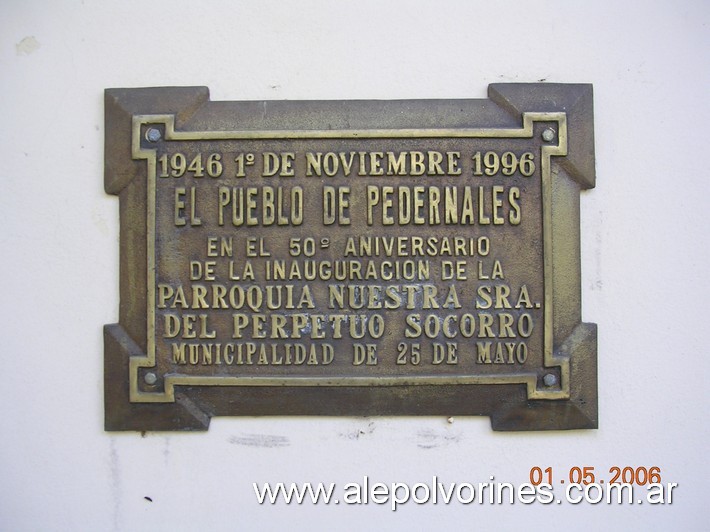 1946 1º DE NOVIEMBRE 1996
EL PUEBLO DE PEDERNALES
EN EL 50º ANIVERSARIO
DE LA INAUGURACION DE LA
PARROQUIA NUESTRA SRA.
DEL PERPETUO SOCORRO
MUNICIPALIDAD DE 25 DE MAYO
01.05.2006
www.alepolvorines.com.ar